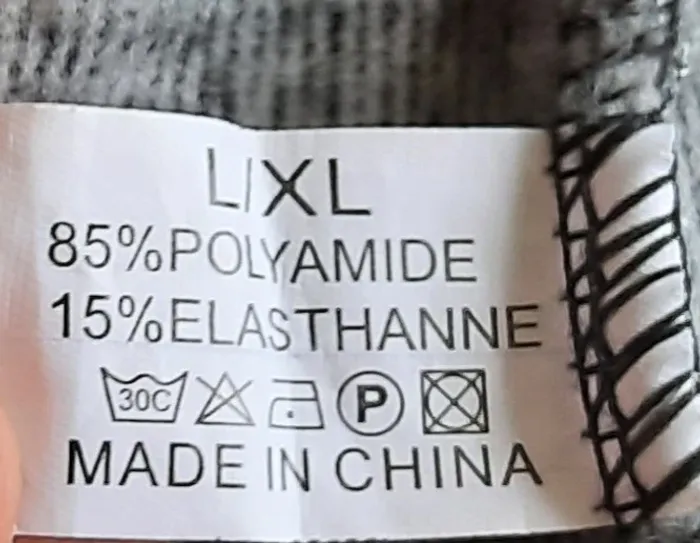 L/XL
85%POLYAMIDE
15%ELASTHANNE
30C P
MADE IN CHINA